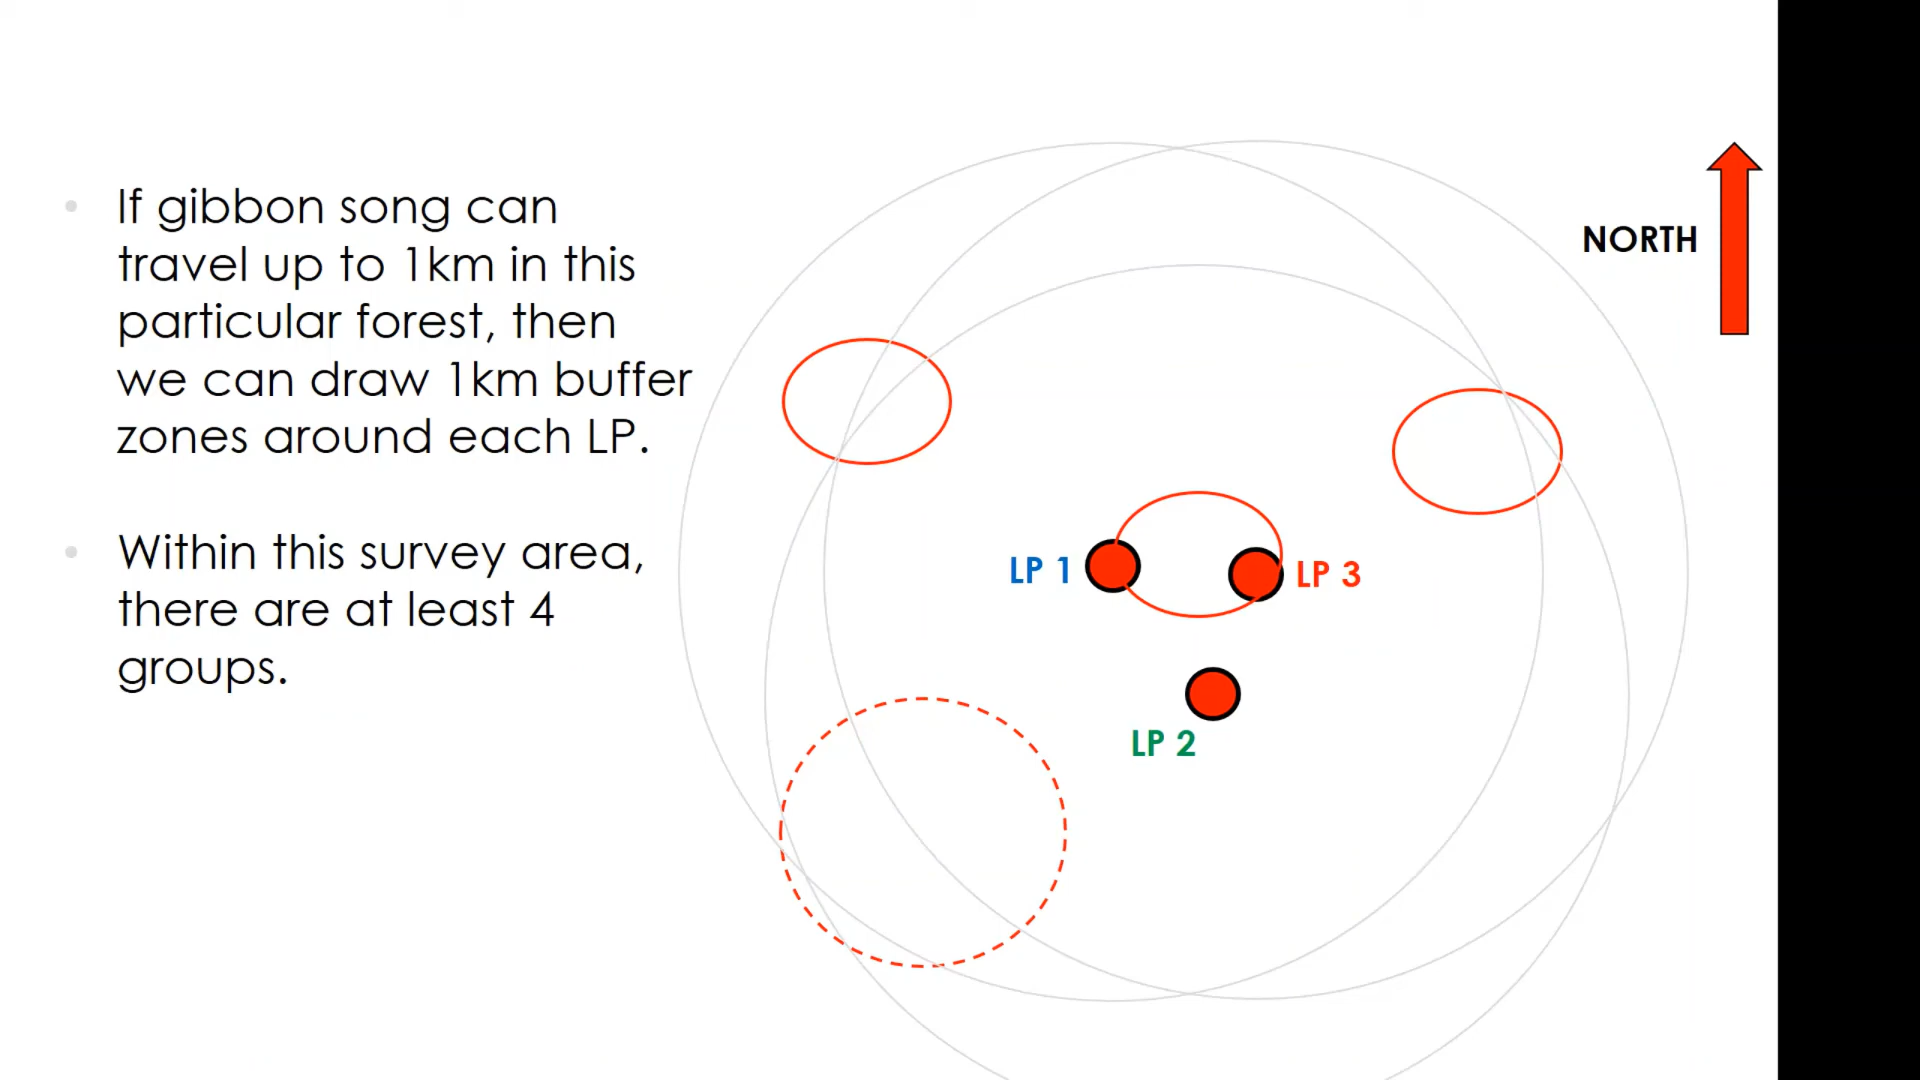 If gibbon song can
travel up to 1km in this
particular forest, then
we can draw 1km buffer
zones around each LP.
Within this survey area,
there are at least 4
groups.
NORTH
LP 1
LP 3
LP 2